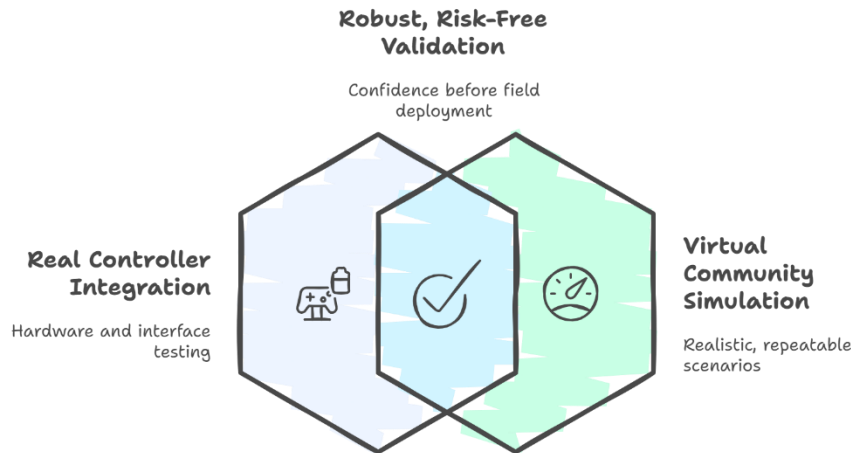 Robust, Risk-Free
Validation
Confidence before field
deployment
Real Controller
Integration
Hardware and interface
testing
Virtual
Community
Simulation
Realistic, repeatable
scenarios